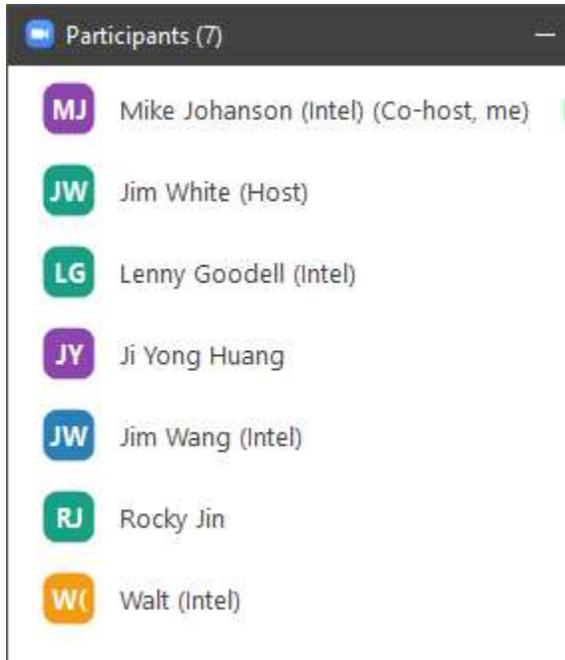 Participants (7)
MJ Mike Johanson (Intel) (Co-host, me)
JW Jim White (Host)
LG Lenny Goodell (Intel)
JY Ji Yong Huang
JW Jim Wang (Intel)
RJ Rocky Jin
W( Walt (Intel)